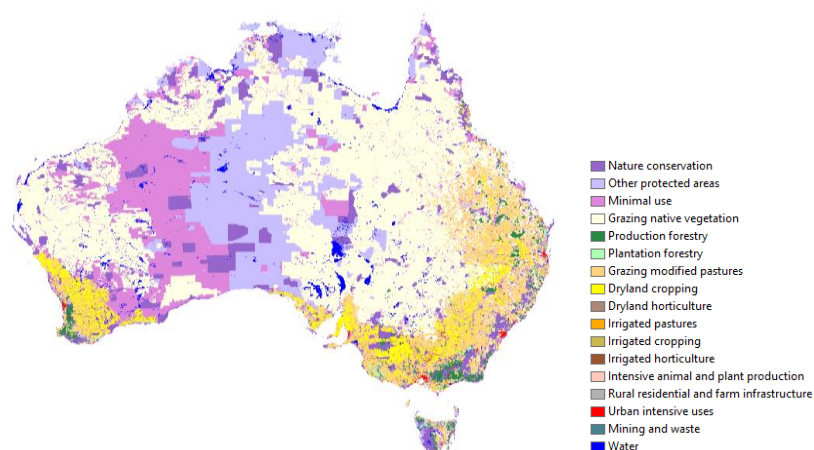 Nature conservation
Other protected areas
Minimal use
Grazing native vegetation
Production forestry
Plantation forestry
Grazing modified pastures
Dryland cropping
Dryland horticulture
Irrigated pastures
Irrigated cropping
Irrigated horticulture
Intensive animal and plant production
Rural residential and farm infrastructure
Urban intensive uses
Mining and waste
Water